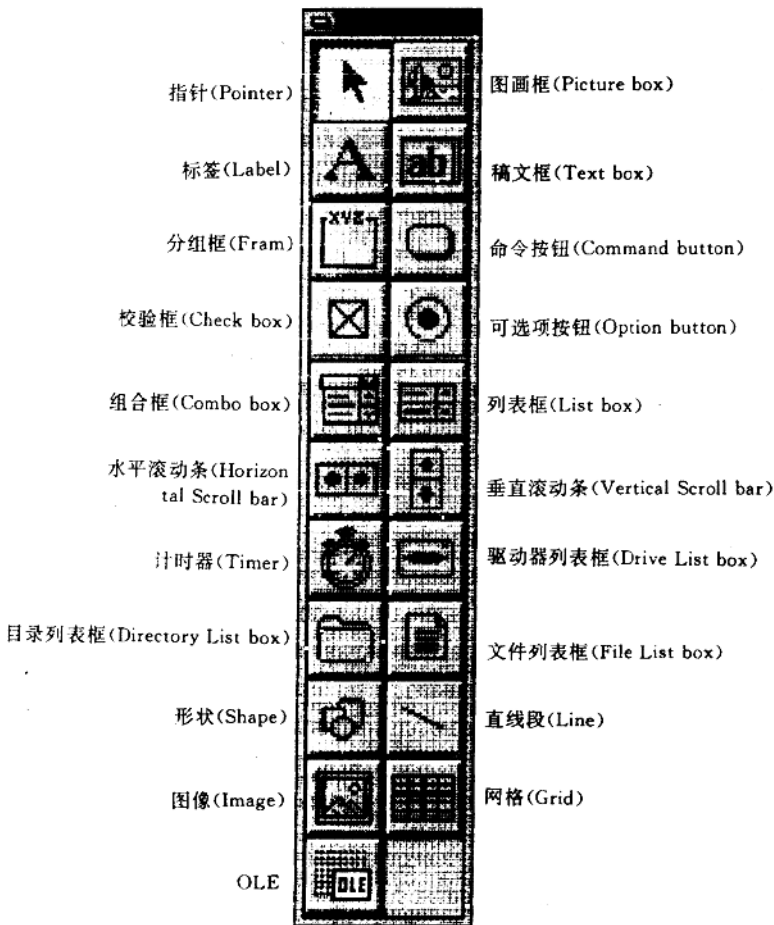 指针(Pointer)
图画框(Picture box)
标签(Label)
A
ab
稿文框(Text box)
分组框(Fram)
XYZ
命令按钮(Command button)
校验框(Check box)
可选项按钮(Option button)
组合框(Combo box)
列表框(List box)
水平滚动条(Horizon
tal Scroll bar)
垂直滚动条(Vertical Scroll bar)
计时器(Timer)
驱动器列表框(Drive List box)
目录列表框(Directory List box)
文件列表框(File List box)
形状(Shape)
直线段(Line)
图像(Image)
网格(Grid)
OLE
OLE